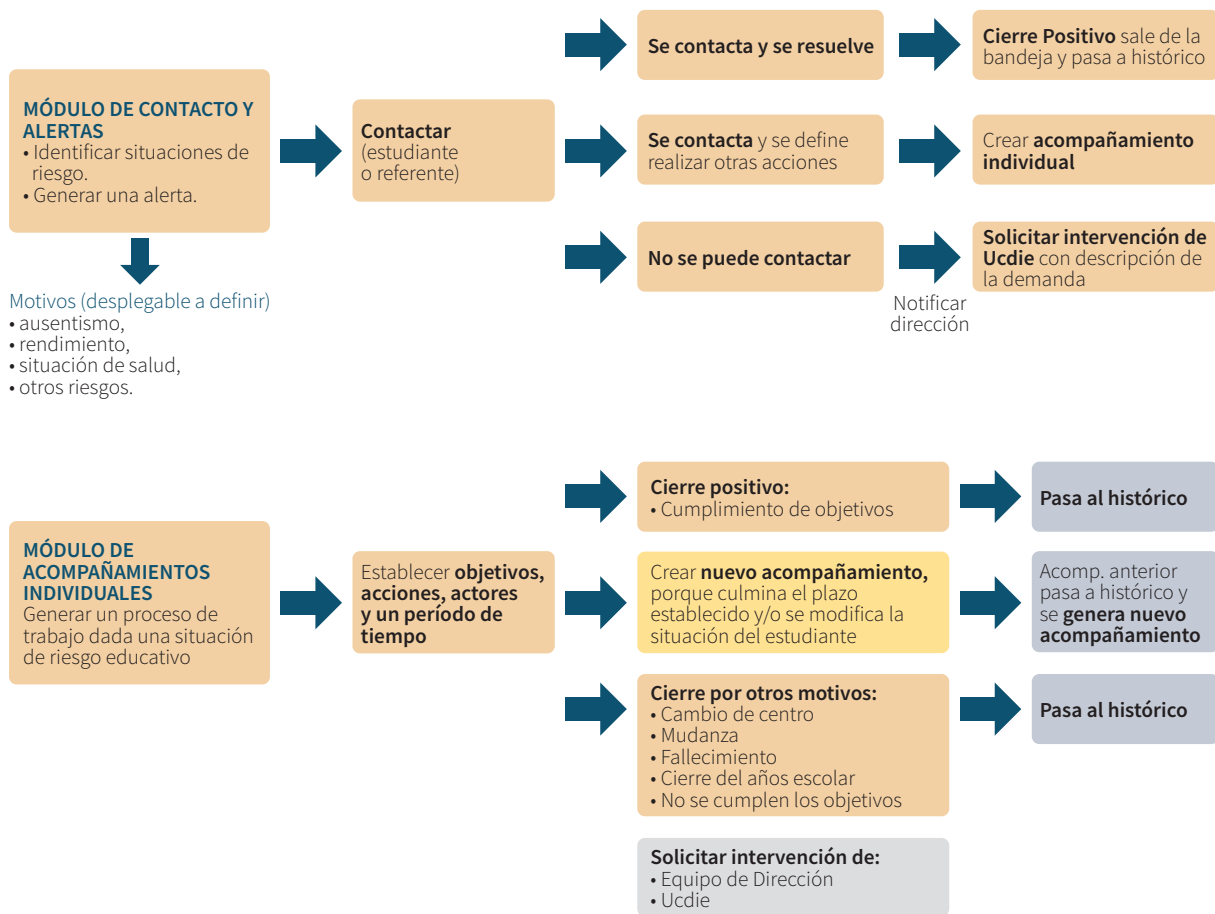 MÓDULO DE CONTACTO Y
ALERTAS
• Identificar situaciones de
riesgo.
• Generar una alerta.
Motivos (desplegable a definir)
• ausentismo,
• rendimiento,
• situación de salud,
• otros riesgos.
Contactar
(estudiante
o referente)
Se contacta y se resuelve
Cierre Positivo sale de la
bandeja y pasa a histórico
Se contacta y se define
realizar otras acciones
Crear acompañamiento
individual
No se puede contactar
Notificar
dirección
Solicitar intervención de
Ucdie con descripción de
la demanda
MÓDULO DE
ACOMPAÑAMIENTOS
INDIVIDUALES
Generar un proceso de
trabajo dada una situación
de riesgo educativo
Establecer objetivos,
acciones, actores
y un período de
tiempo
Cierre positivo:
• Cumplimiento de objetivos
Pasa al histórico
Crear nuevo acompañamiento,
porque culmina el plazo
establecido y/o se modifica la
situación del estudiante
Acomp. anterior
pasa a histórico y
se genera nuevo
acompañamiento
Cierre por otros motivos:
• Cambio de centro
• Mudanza
• Fallecimiento
• Cierre del años escolar
• No se cumplen los objetivos
Pasa al histórico
Solicitar intervención de:
• Equipo de Dirección
• Ucdie